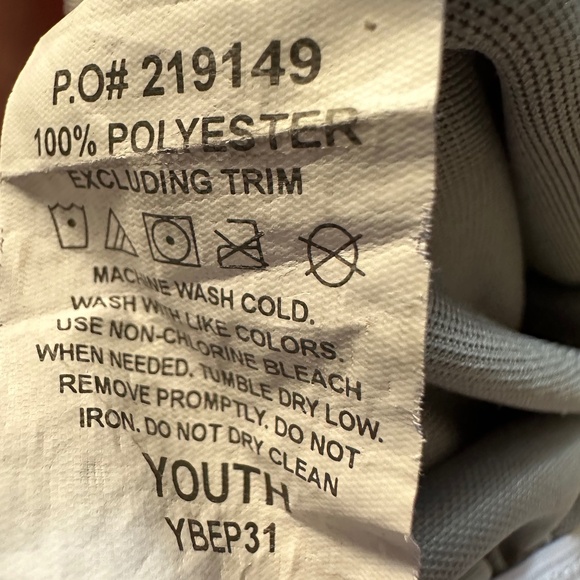 P.O# 219149
100% POLYESTER
EXCLUDING TRIM
MACHINE WASH COLD.
WASH WITH LIKE COLORS.
USE NON-CHLORINE BLEACH
WHEN NEEDED. TUMBLE DRY LOW.
REMOVE PROMPTLY. DO NOT
IRON. DO NOT DRY CLEAN
YOUTH
YBEP31